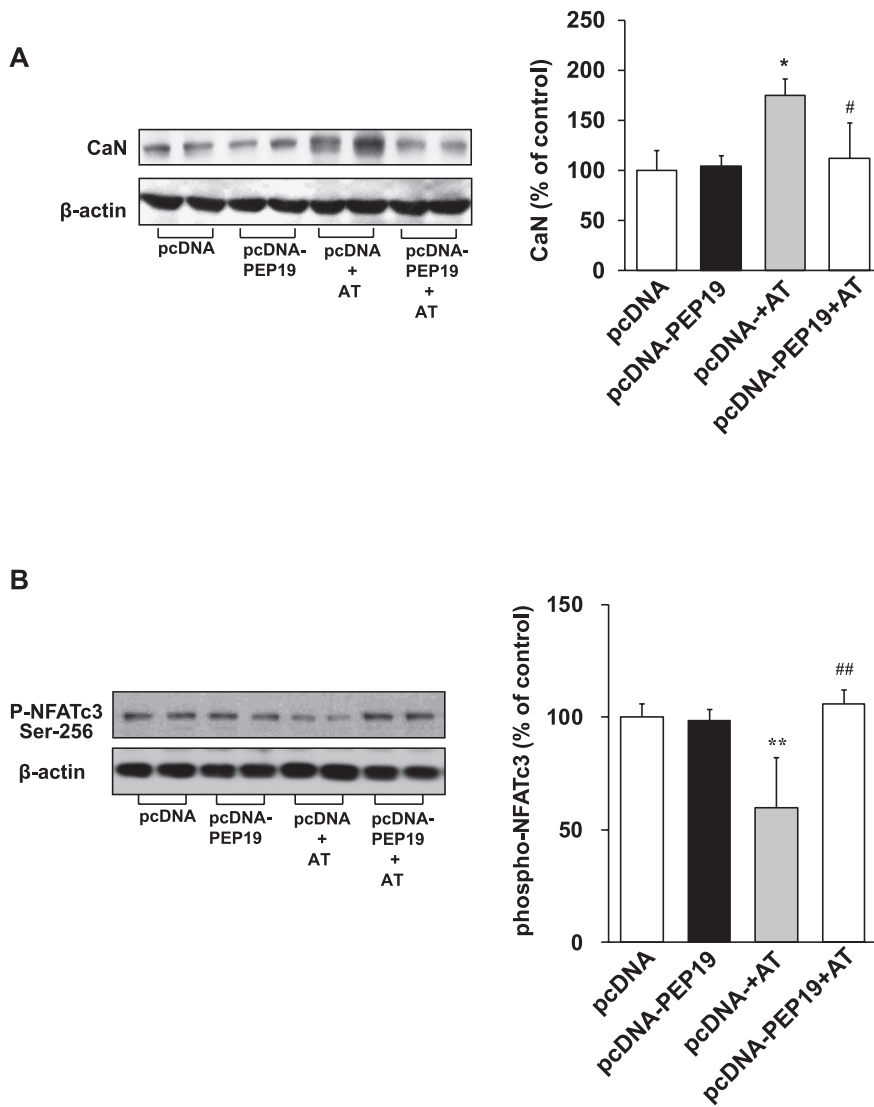 A
CaN
β-actin
pcDNA
pcDNA-
PEP19
pcDNA
+
AT
pcDNA-
PEP19
+
AT
CaN (% of control)
250
200
150
100
50
0
*
#
pcDNA
pcDNA-PEP19
pcDNA-+AT
pcDNA-PEP19+AT
B
P-NFATc3
Ser-256
β-actin
pcDNA
pcDNA-
PEP19
pcDNA
+
AT
pcDNA-
PEP19
+
AT
phospho-NFATc3 (% of control)
150
100
50
0
**
##
pcDNA
pcDNA-PEP19
pcDNA-+AT
pcDNA-PEP19+AT